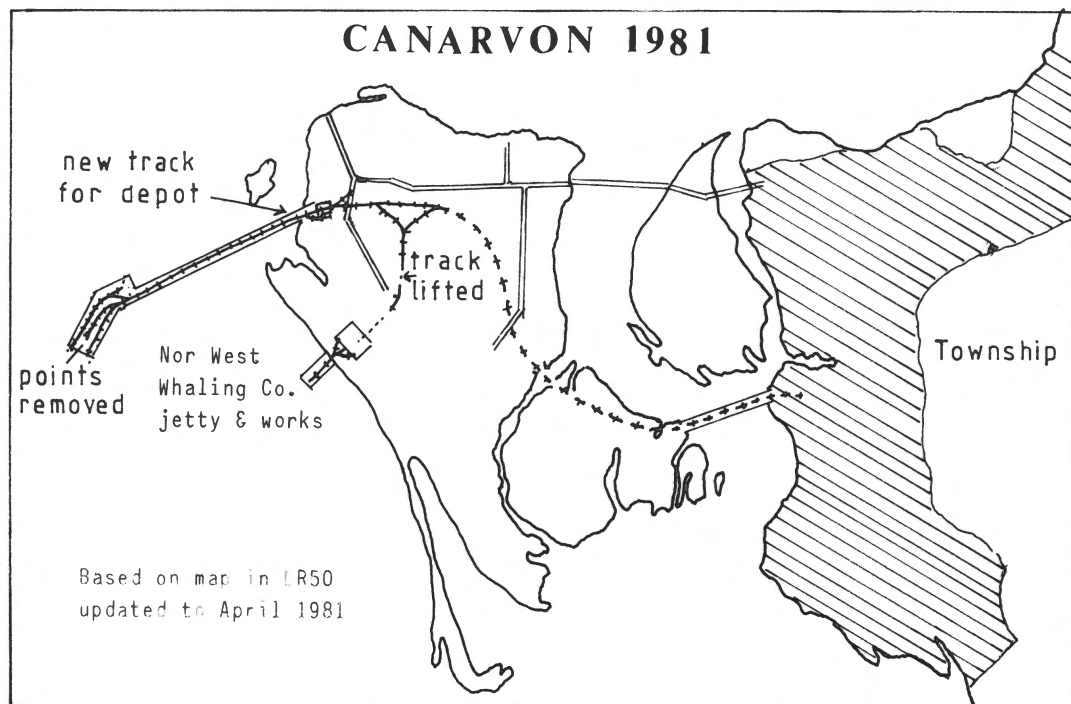 CANARVON 1981
new track
for depot
track
lifted
points
removed
Nor West
Whaling Co.
jetty & works
Township
Based on map in LR50
updated to April 1981